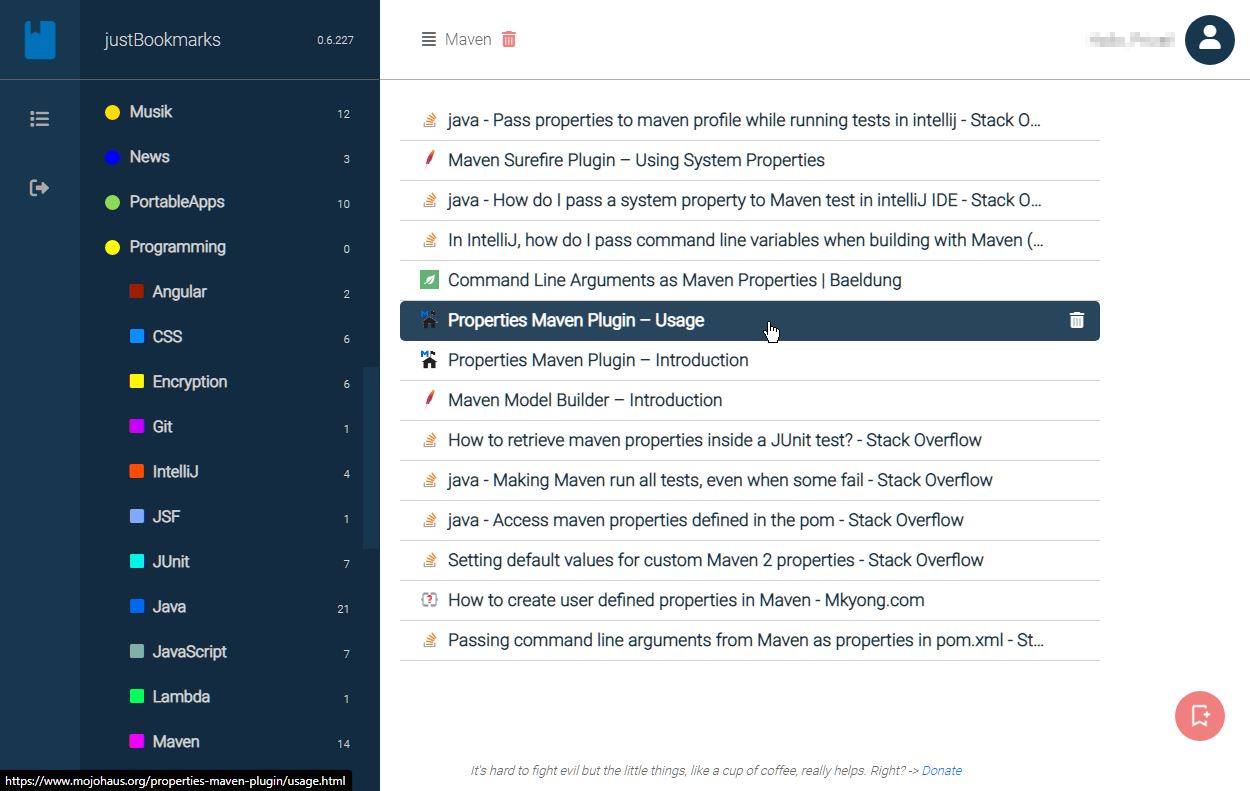 justBookmarks 0.6.227
Maven
Musik 12
News 3
PortableApps 10
Programming 0
Angular 2
CSS 6
Encryption 6
Git 1
IntelliJ 4
JSF 1
JUnit 7
Java 21
JavaScript 7
Lambda 1
Maven 14
https://www.mojohaus.org/properties-maven-plugin/usage.html
java - Pass properties to maven profile while running tests in intellij - Stack O...
Maven Surefire Plugin – Using System Properties
java - How do I pass a system property to Maven test in intelliJ IDE - Stack O...
In IntelliJ, how do I pass command line variables when building with Maven (...
Command Line Arguments as Maven Properties | Baeldung
Properties Maven Plugin – Usage
Properties Maven Plugin – Introduction
Maven Model Builder – Introduction
How to retrieve maven properties inside a JUnit test? - Stack Overflow
java - Making Maven run all tests, even when some fail - Stack Overflow
java - Access maven properties defined in the pom - Stack Overflow
Setting default values for custom Maven 2 properties - Stack Overflow
How to create user defined properties in Maven - Mkyong.com
Passing command line arguments from Maven as properties in pom.xml - St...
It's hard to fight evil but the little things, like a cup of coffee, really helps. Right? -> Donate